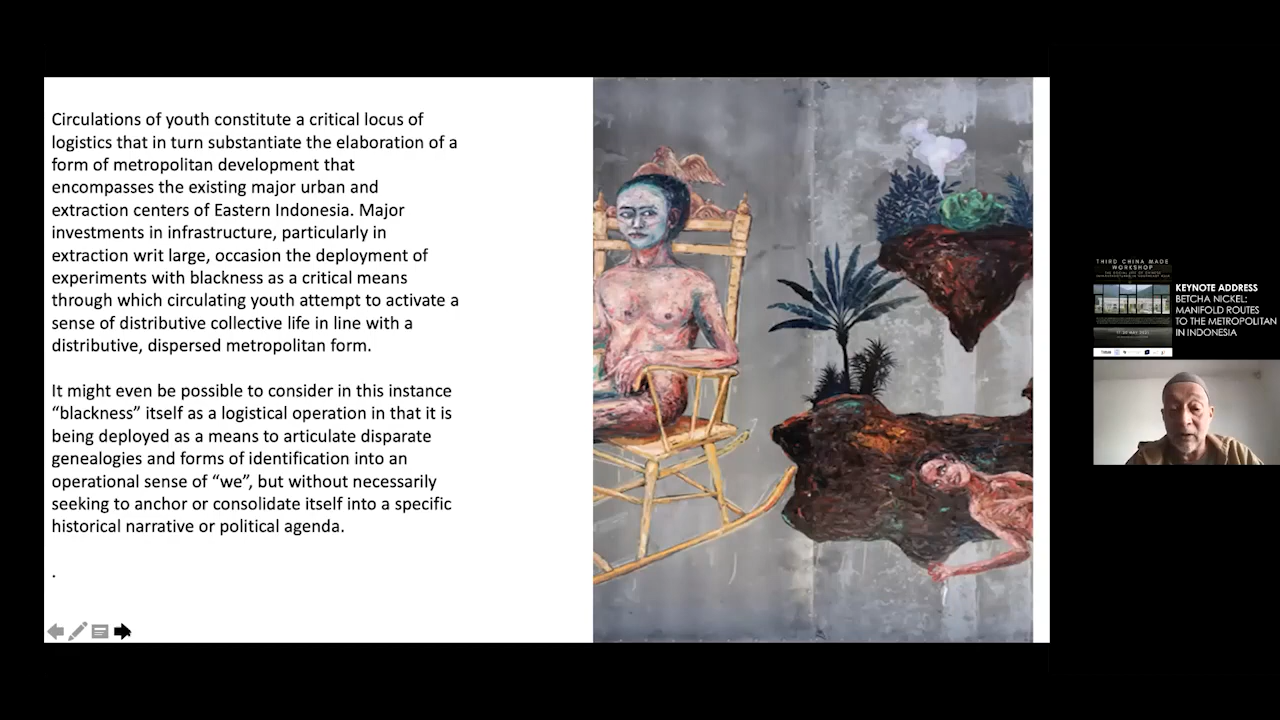 Circulations of youth constitute a critical locus of
logistics that in turn substantiate the elaboration of a
form of metropolitan development that
encompasses the existing major urban and
extraction centers of Eastern Indonesia. Major
investments in infrastructure, particularly in
extraction writ large, occasion the deployment of
experiments with blackness as a critical means
through which circulating youth attempt to activate a
sense of distributive collective life in line with a
distributive, dispersed metropolitan form.
It might even be possible to consider in this instance
“blackness” itself as a logistical operation in that it is
being deployed as a means to articulate disparate
genealogies and forms of identification into an
operational sense of “we”, but without necessarily
seeking to anchor or consolidate itself into a specific
historical narrative or political agenda.
.
THIRD CHINA MADE
WORKSHOP
KEYNOTE ADDRESS
BETCHA NICKEL:
MANIFOLD ROUTES
TO THE METROPOLITAN
IN INDONESIA